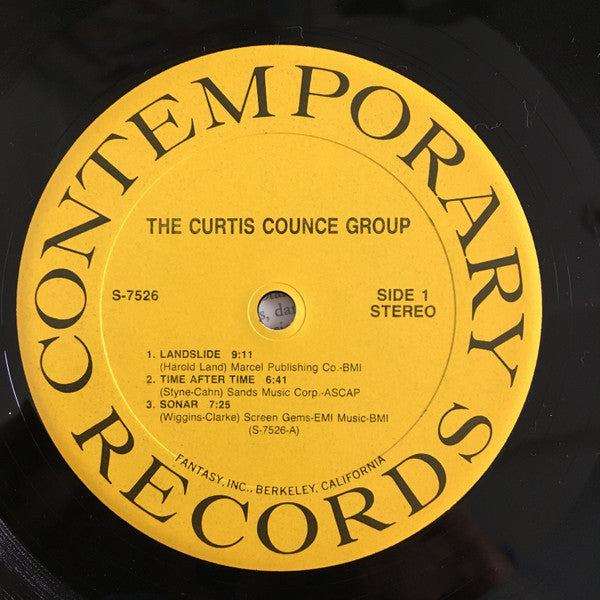 CONTEMPORARY RECORDS
THE CURTIS COUNCE GROUP
S-7526
SIDE 1
STEREO
1. LANDSLIDE 9:11
(Harold Land) Marcel Publishing Co.-BMI
2. TIME AFTER TIME 6:41
(Styne-Cahn) Sands Music Corp.-ASCAP
3. SONAR 7:25
(Wiggins-Clarke) Screen Gems-EMI Music-BMI
(S-7526-A)
FANTASY, INC., BERKELEY, CALIFORNIA